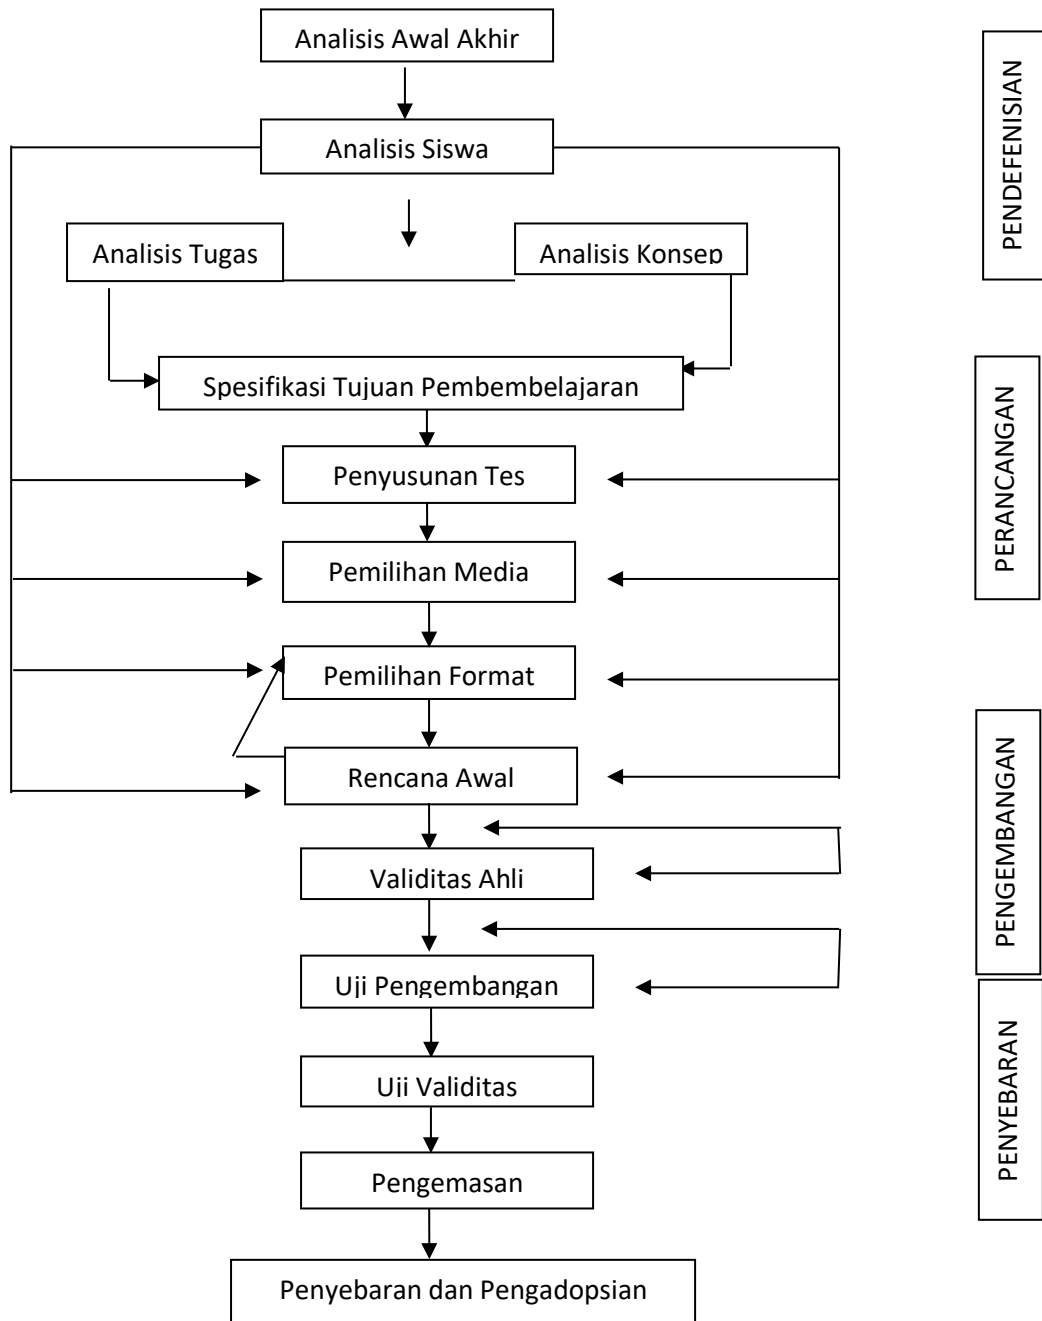 Analisis Awal Akhir
Analisis Siswa
Analisis Tugas
Analisis Konsep
Spesifikasi Tujuan Pembembelajaran
Penyusunan Tes
Pemilihan Media
Pemilihan Format
Rencana Awal
Validitas Ahli
Uji Pengembangan
Uji Validitas
Pengemasan
Penyebaran dan Pengadopsian
PENDEFENISIAN
PERANCANGAN
PENGEMBANGAN
PENYEBARAN